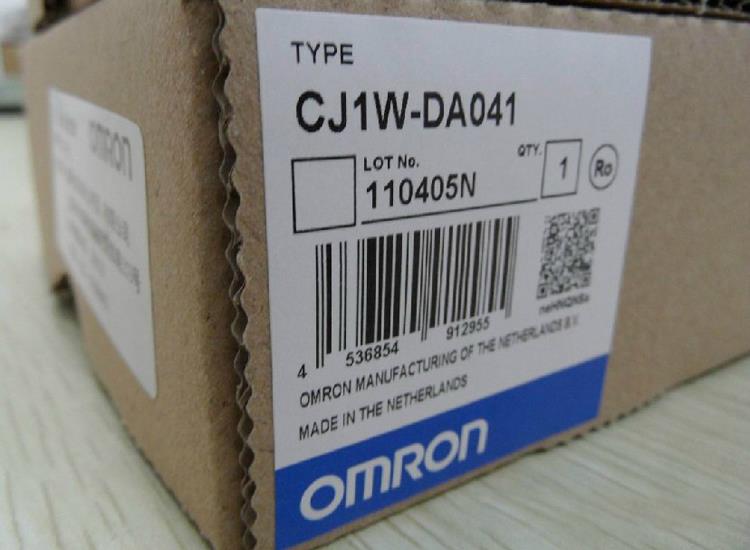 TYPE
CJ1W-DA041
LOT No.
110405N
QTY.
1
Ro
4 536854 912955
OMRON MANUFACTURING OF THE NETHERLANDS B.V.
MADE IN THE NETHERLANDS
OMRON
OMRON